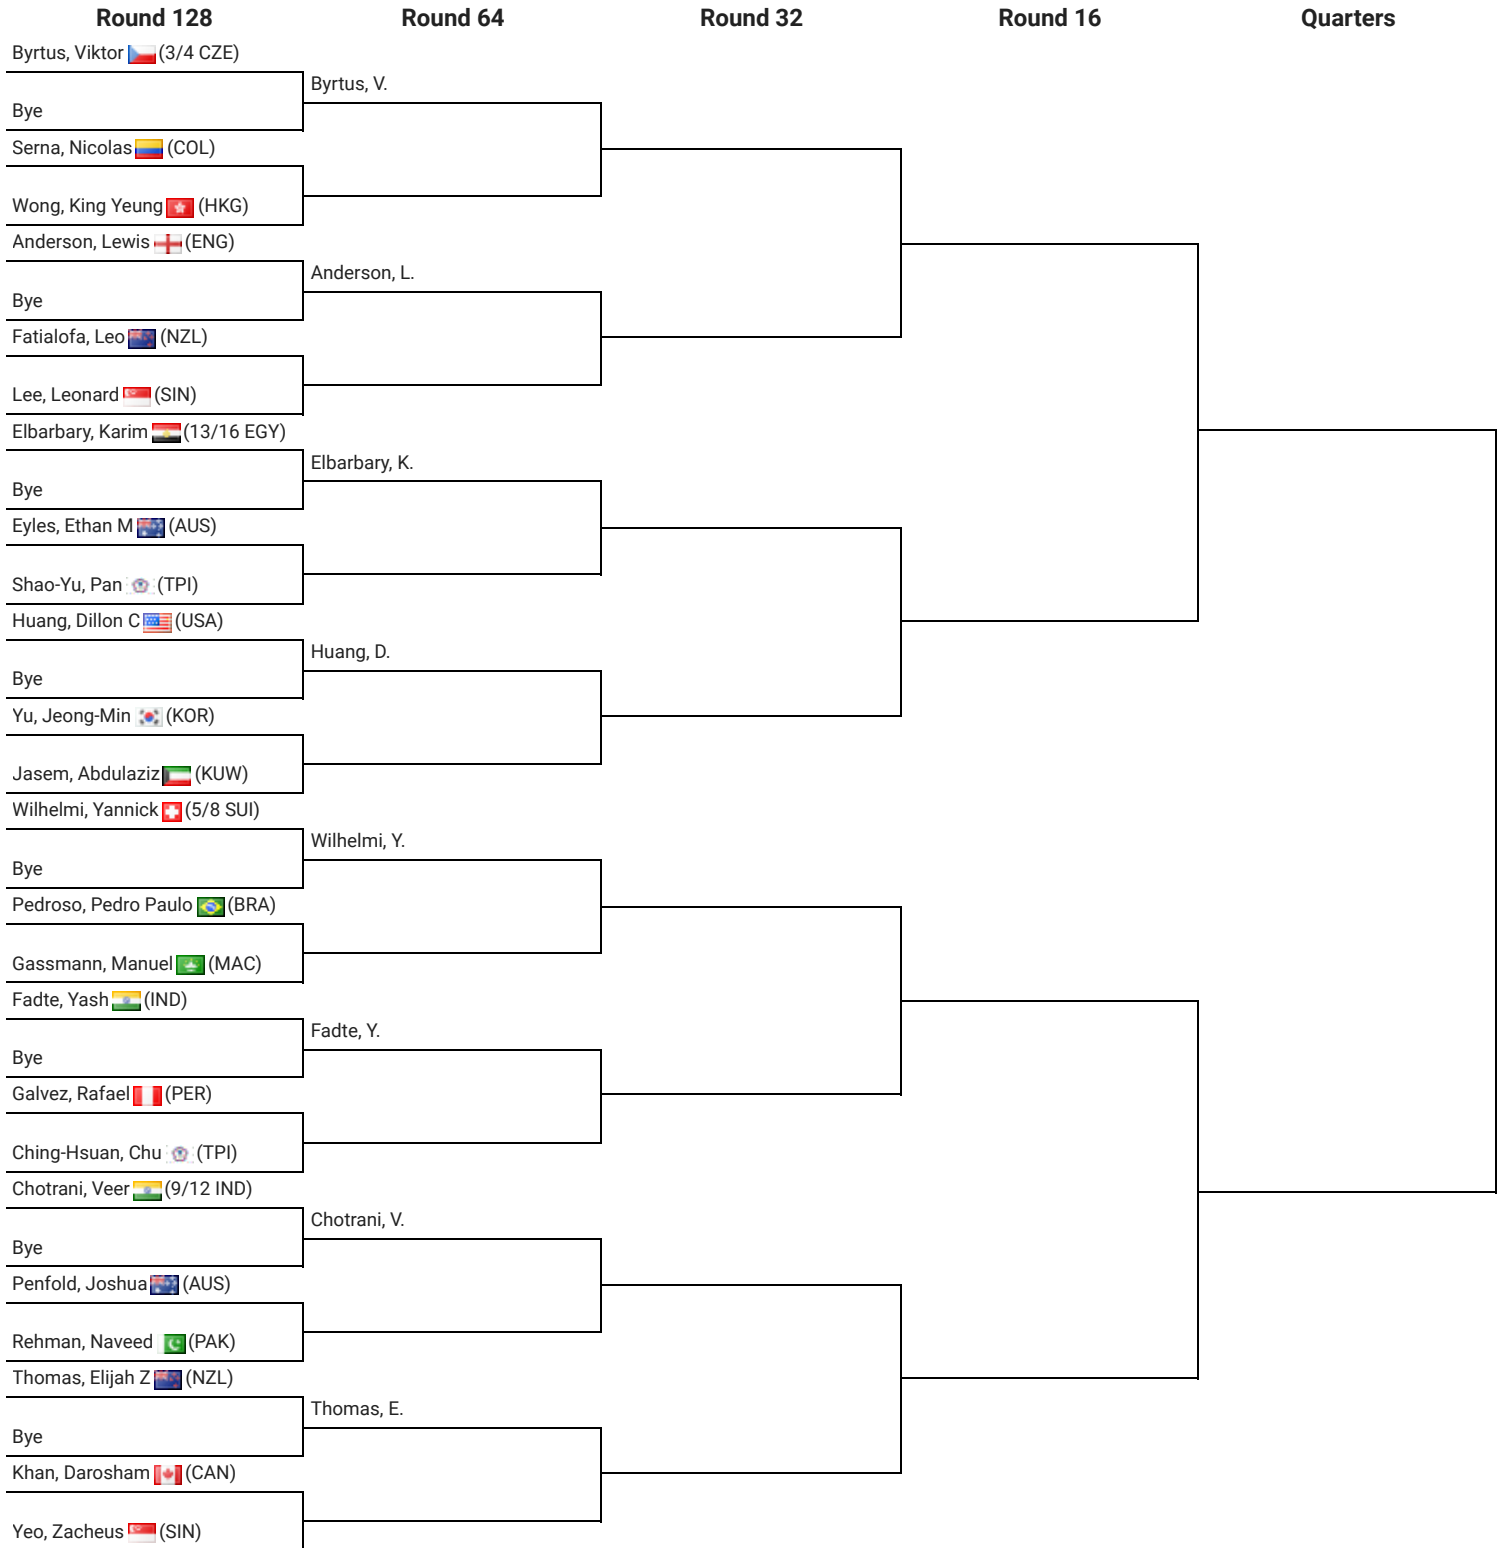 Round 128 Round 64 Round 32 Round 16 Quarters
Byrtus, Viktor (3/4 CZE)
Byrtus, V.
Bye
Serna, Nicolas (COL)
Wong, King Yeung (HKG)
Anderson, Lewis (ENG)
Anderson, L.
Bye
Fatialofa, Leo (NZL)
Lee, Leonard (SIN)
Elbarbary, Karim (13/16 EGY)
Elbarbary, K.
Bye
Eyles, Ethan M (AUS)
Shao-Yu, Pan (TPI)
Huang, Dillon C (USA)
Huang, D.
Bye
Yu, Jeong-Min (KOR)
Jasem, Abdulaziz (KUW)
Wilhelmi, Yannick (5/8 SUI)
Wilhelmi, Y.
Bye
Pedroso, Pedro Paulo (BRA)
Gassmann, Manuel (MAC)
Fadte, Yash (IND)
Fadte, Y.
Bye
Galvez, Rafael (PER)
Ching-Hsuan, Chu (TPI)
Chotrani, Veer (9/12 IND)
Chotrani, V.
Bye
Penfold, Joshua (AUS)
Rehman, Naveed (PAK)
Thomas, Elijah Z (NZL)
Thomas, E.
Bye
Khan, Darosham (CAN)
Yeo, Zacheus (SIN)